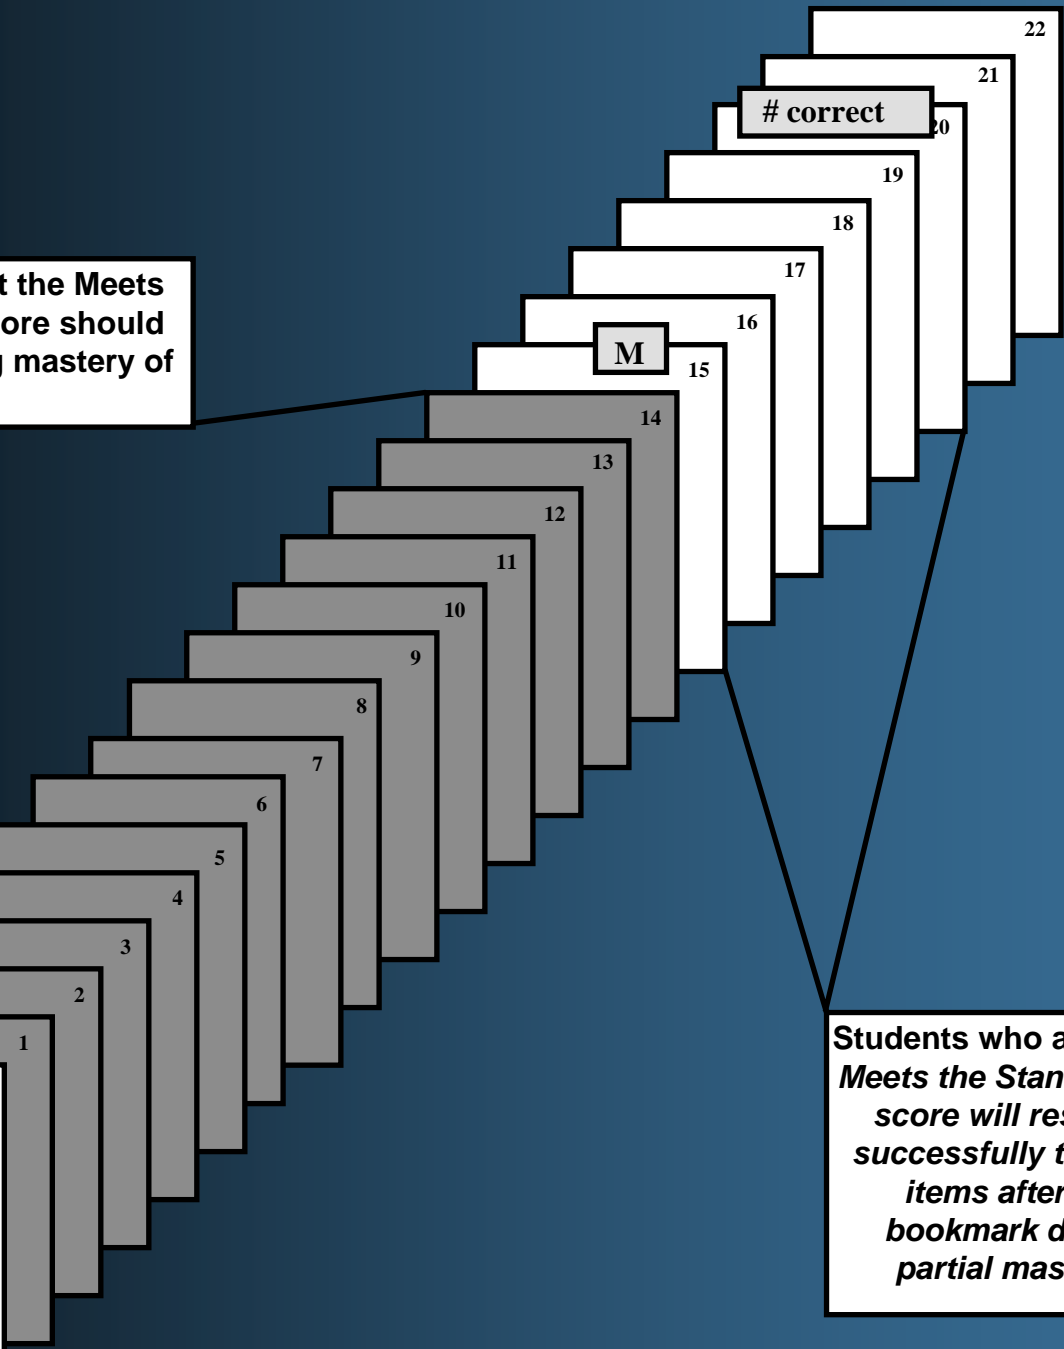 22
21
# correct
20
19
18
17
16
M
15
14
13
12
11
10
9
8
7
6
5
4
3
2
1
t the Meets
ore should
mastery of
Students who a
Meets the Stan
score will res
successfully t
items after
bookmark d
partial mas